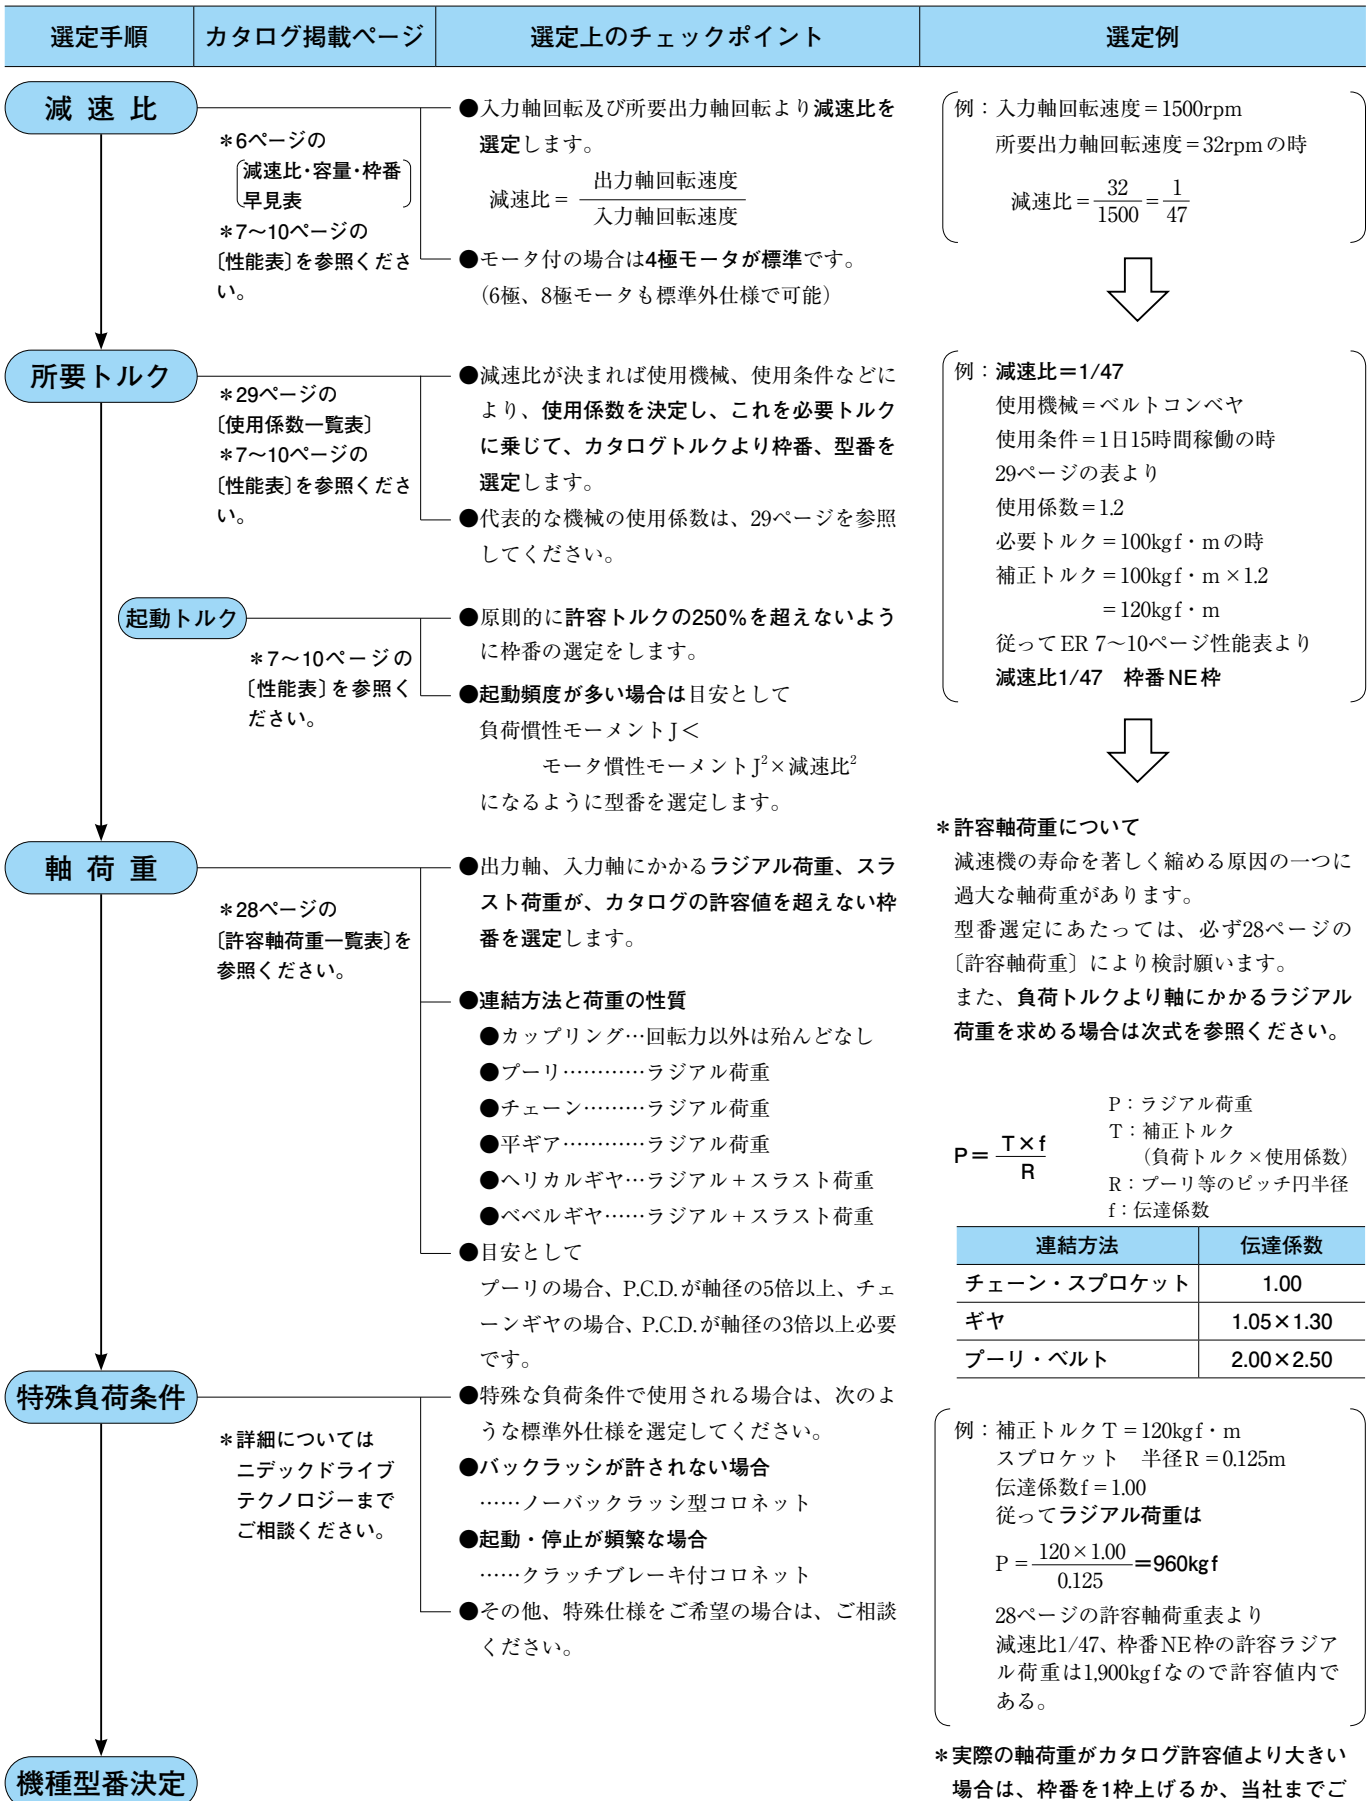 選定手順
カタログ掲載ページ
選定上のチェックポイント
選定例
減速比
＊6ページの
〔減速比・容量・枠番
早見表〕
＊7〜10ページの
〔性能表〕を参照くださ
い。
●入力軸回転及び所要出力軸回転より減速比を
選定します。
減速比＝ 出力軸回転速度
入力軸回転速度
●モータ付の場合は4極モータが標準です。
（6極、8極モータも標準外仕様で可能）
例：入力軸回転速度＝1500rpm
所要出力軸回転速度＝32rpmの時
減速比＝32/1500＝1/47
所要トルク
＊29ページの
〔使用係数一覧表〕
＊7〜10ページの
〔性能表〕を参照くださ
い。
●減速比が決まれば使用機械、使用条件などに
より、使用係数を決定し、これを必要トルク
に乗じて、カタログトルクより枠番、型番を
選定します。
●代表的な機械の使用係数は、29ページを参照
してください。
例：減速比＝1/47
使用機械＝ベルトコンベヤ
使用条件＝1日15時間稼働の時
29ページの表より
使用係数＝1.2
必要トルク＝100kgf・mの時
補正トルク＝100kgf・m×1.2
＝120kgf・m
従ってER 7〜10ページ性能表より
減速比1/47　枠番NE枠
起動トルク
＊7〜10ページの
〔性能表〕を参照く
ださい。
●原則的に許容トルクの250%を超えないよう
に枠番の選定をします。
●起動頻度が多い場合は目安として
負荷慣性モーメントJ＜
モータ慣性モーメントJ²×減速比²
になるように型番を選定します。
軸荷重
＊28ページの
〔許容軸荷重一覧表〕を
参照ください。
●出力軸、入力軸にかかるラジアル荷重、スラ
スト荷重が、カタログの許容値を超えない枠
番を選定します。
●連結方法と荷重の性質
●カップリング…回転力以外は殆んどなし
●プーリ…………ラジアル荷重
●チェーン………ラジアル荷重
●平ギア…………ラジアル荷重
●ヘリカルギヤ…ラジアル＋スラスト荷重
●ベベルギヤ……ラジアル＋スラスト荷重
●目安として
プーリの場合、P.C.D.が軸径の5倍以上、チェ
ーンギヤの場合、P.C.D.が軸径の3倍以上必要
です。
＊許容軸荷重について
減速機の寿命を著しく縮める原因の一つに
過大な軸荷重があります。
型番選定にあたっては、必ず28ページの
〔許容軸荷重〕により検討願います。
また、負荷トルクより軸にかかるラジアル
荷重を求める場合は次式を参照ください。
P＝ T×f
R
P：ラジアル荷重
T：補正トルク
（負荷トルク×使用係数）
R：プーリ等のピッチ円半径
f：伝達係数
連結方法　伝達係数
チェーン・スプロケット　1.00
ギヤ　1.05×1.30
プーリ・ベルト　2.00×2.50
特殊負荷条件
＊詳細については
ニデックドライブ
テクノロジーまで
ご相談ください。
●特殊な負荷条件で使用される場合は、次のよ
うな標準外仕様を選定してください。
●バックラッシが許されない場合
……ノーバックラッシ型コロネット
●起動・停止が頻繁な場合
……クラッチブレーキ付コロネット
●その他、特殊仕様をご希望の場合は、ご相談
ください。
例：補正トルクT＝120kgf・m
スプロケット　半径R＝0.125m
伝達係数f＝1.00
従ってラジアル荷重は
P＝120×1.00/0.125＝960kgf
28ページの許容軸荷重表より
減速比1/47、枠番NE枠の許容ラジア
ル荷重は1,900kgfなので許容値内で
ある。
＊実際の軸荷重がカタログ許容値より大きい
場合は、枠番を1枠上げるか、当社までご
機種型番決定